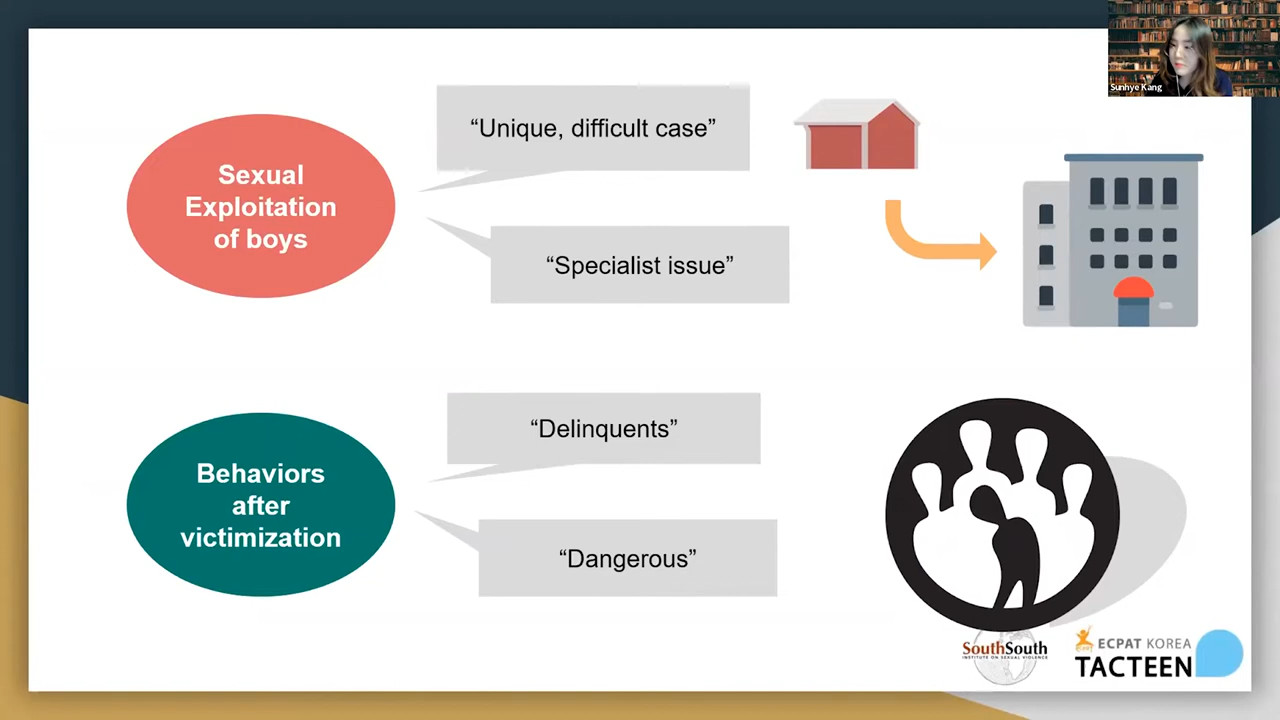 Sunhye Kang
Sexual
Exploitation
of boys
“Unique, difficult case”
“Specialist issue”
Behaviors
after
victimization
“Delinquents”
“Dangerous”
SouthSouth
INSTITUTE ON SEXUAL VIOLENCE
ECPAT KOREA
TACTEEN